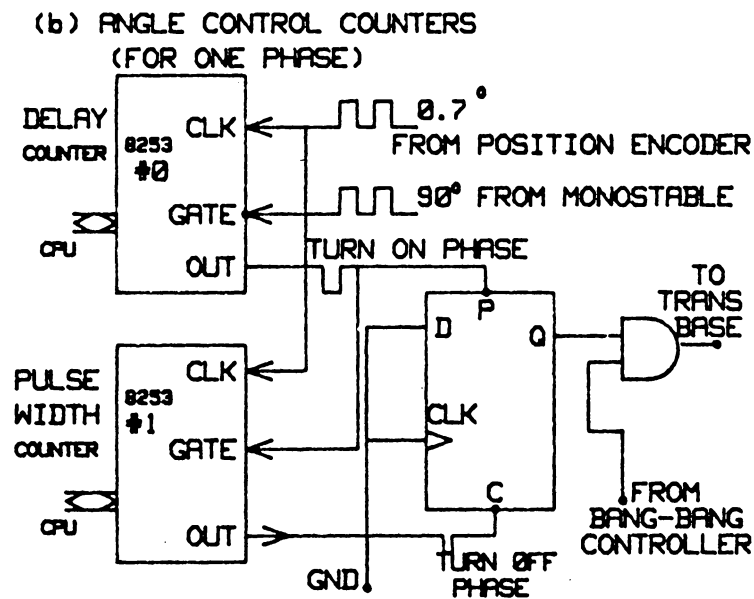 (b) ANGLE CONTROL COUNTERS
(FOR ONE PHASE)
DELAY
COUNTER
8253
#0
CLK
0.7°
FROM POSITION ENCODER
GATE
90° FROM MONOSTABLE
CPU
OUT
TURN ON PHASE
TO
TRANS
BASE
P
D
Q
PULSE
WIDTH
COUNTER
8253
#1
CLK
GATE
CLK
CPU
OUT
C
FROM
BANG-BANG
CONTROLLER
TURN OFF
PHASE
GND